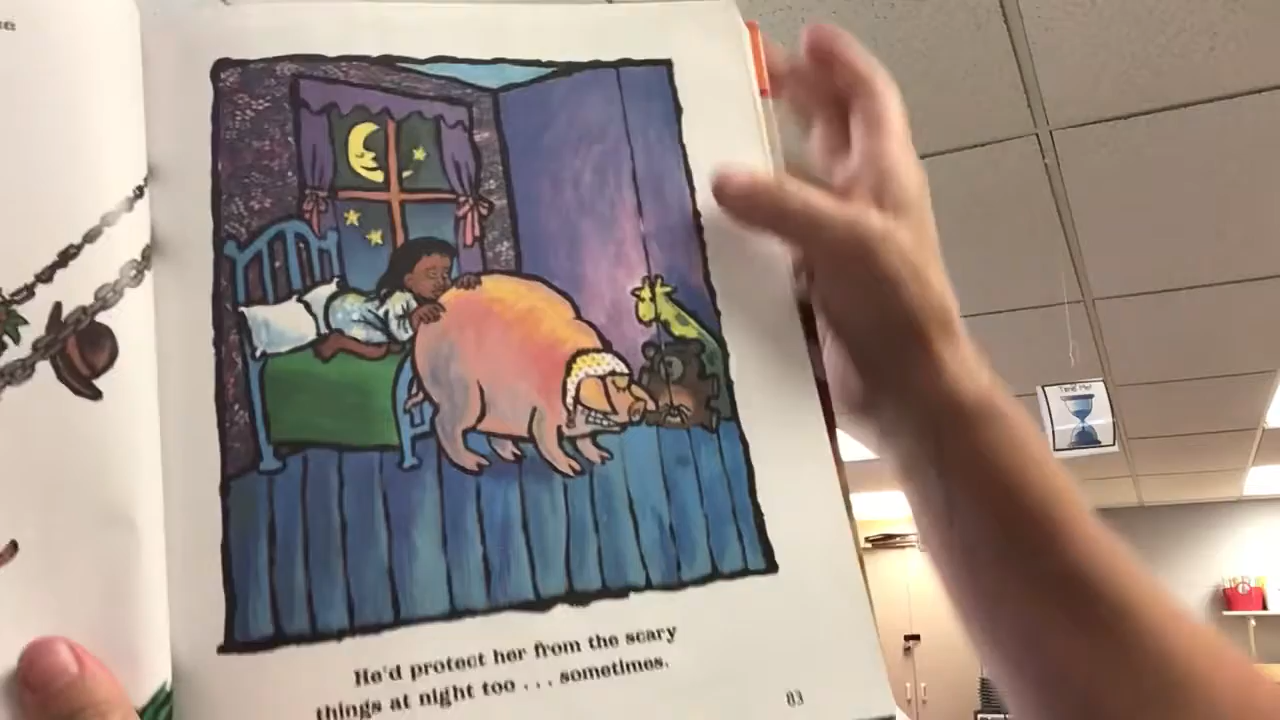 He'd protect her from the scary
things at night too . . . sometimes.
83
Time Me!